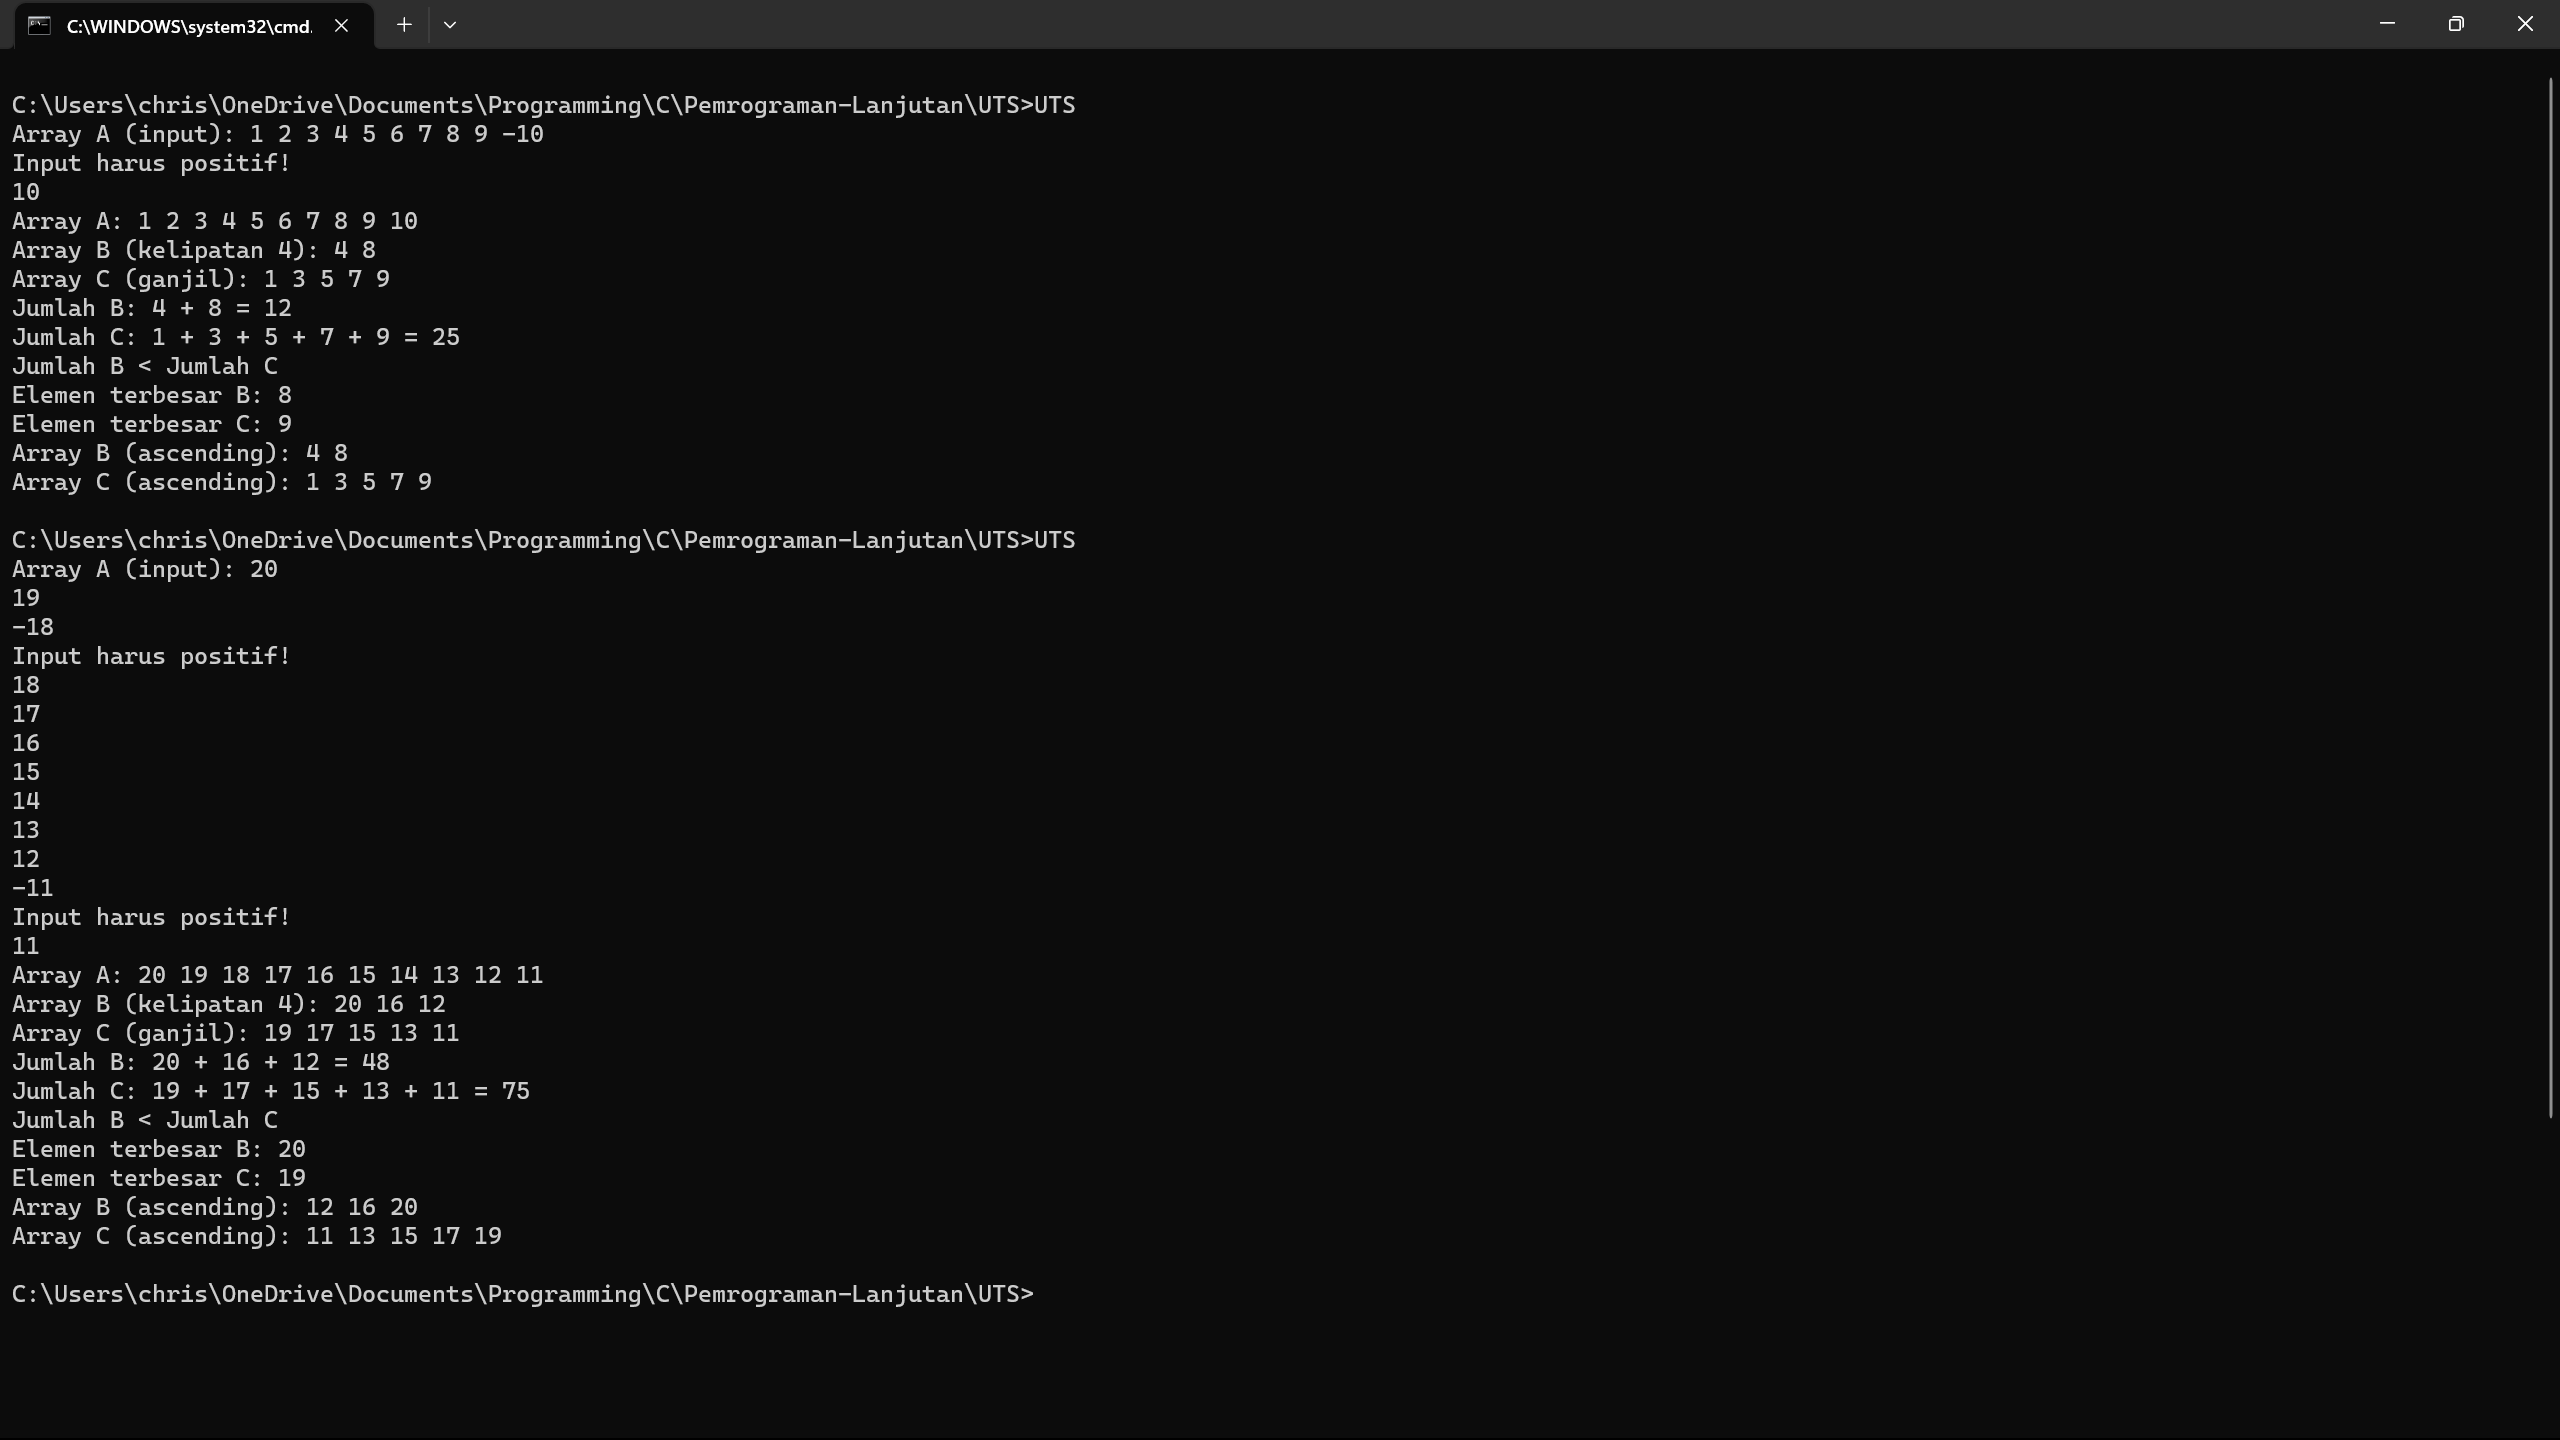 C:\WINDOWS\system32\cmd.
C:\Users\chris\OneDrive\Documents\Programming\C\Pemrograman-Lanjutan\UTS>UTS
Array A (input): 1 2 3 4 5 6 7 8 9 -10
Input harus positif!
10
Array A: 1 2 3 4 5 6 7 8 9 10
Array B (kelipatan 4): 4 8
Array C (ganjil): 1 3 5 7 9
Jumlah B: 4 + 8 = 12
Jumlah C: 1 + 3 + 5 + 7 + 9 = 25
Jumlah B < Jumlah C
Elemen terbesar B: 8
Elemen terbesar C: 9
Array B (ascending): 4 8
Array C (ascending): 1 3 5 7 9
C:\Users\chris\OneDrive\Documents\Programming\C\Pemrograman-Lanjutan\UTS>UTS
Array A (input): 20
19
-18
Input harus positif!
18
17
16
15
14
13
12
-11
Input harus positif!
11
Array A: 20 19 18 17 16 15 14 13 12 11
Array B (kelipatan 4): 20 16 12
Array C (ganjil): 19 17 15 13 11
Jumlah B: 20 + 16 + 12 = 48
Jumlah C: 19 + 17 + 15 + 13 + 11 = 75
Jumlah B < Jumlah C
Elemen terbesar B: 20
Elemen terbesar C: 19
Array B (ascending): 12 16 20
Array C (ascending): 11 13 15 17 19
C:\Users\chris\OneDrive\Documents\Programming\C\Pemrograman-Lanjutan\UTS>